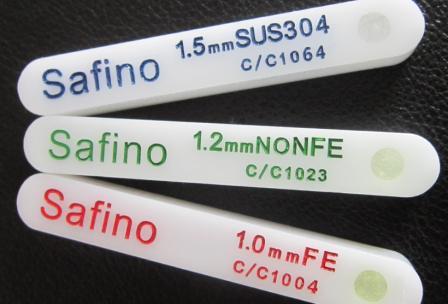 Safino 1.5mmSUS304
C/C1064
Safino 1.2mmNONFE
C/C1023
Safino 1.0mmFE
C/C1004